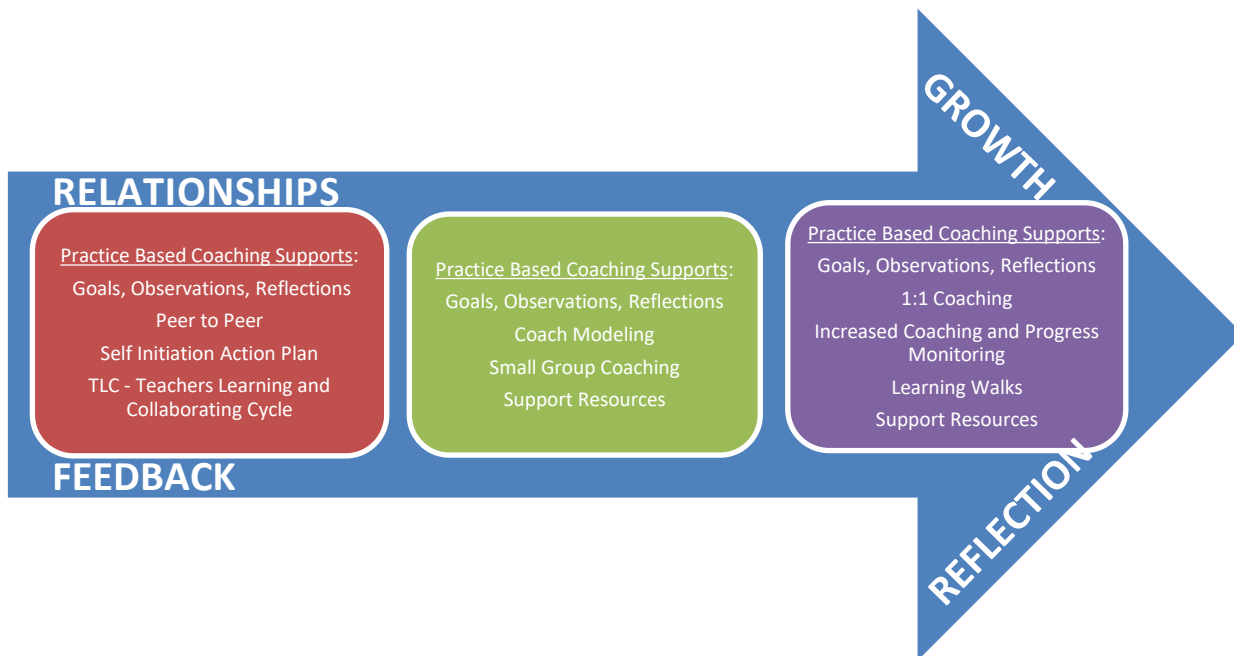 RELATIONSHIPS
GROWTH
Practice Based Coaching Supports:
Goals, Observations, Reflections
Peer to Peer
Self Initiation Action Plan
TLC - Teachers Learning and
Collaborating Cycle
Practice Based Coaching Supports:
Goals, Observations, Reflections
Coach Modeling
Small Group Coaching
Support Resources
Practice Based Coaching Supports:
Goals, Observations, Reflections
1:1 Coaching
Increased Coaching and Progress
Monitoring
Learning Walks
Support Resources
FEEDBACK
REFLECTION